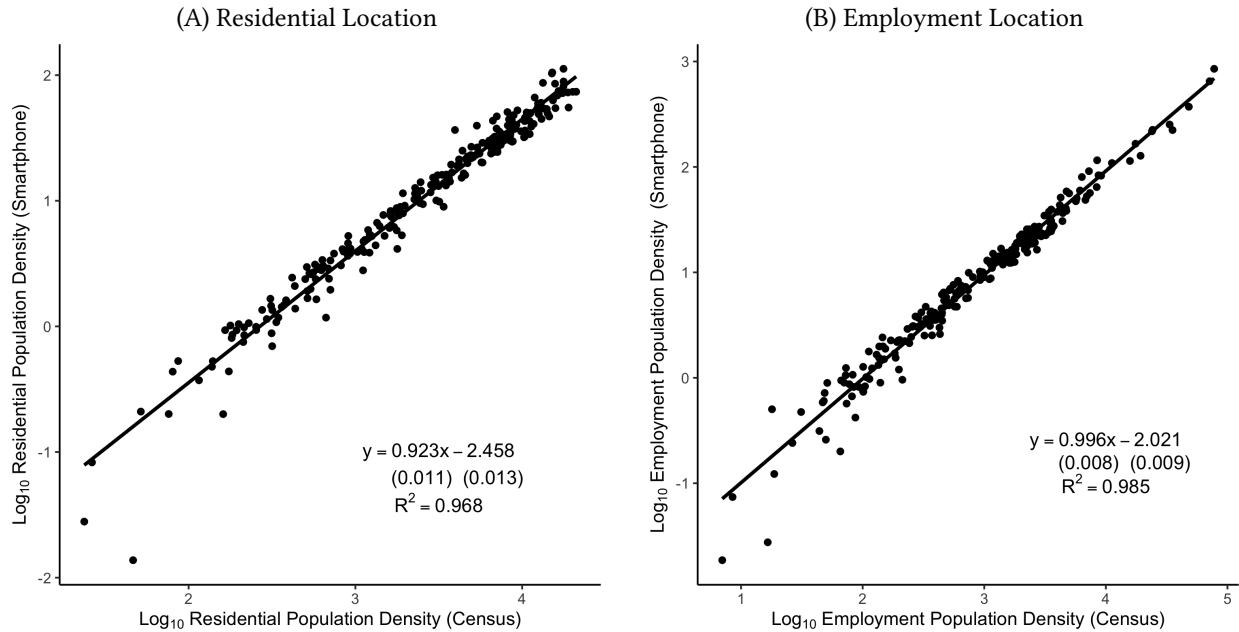 (A) Residential Location
Log10 Residential Population Density (Smartphone)
2
1
0
-1
-2
y = 0.923x − 2.458
(0.011) (0.013)
R2 = 0.968
2 3 4
Log10 Residential Population Density (Census)
(B) Employment Location
Log10 Employment Population Density (Smartphone)
3
2
1
0
-1
y = 0.996x − 2.021
(0.008) (0.009)
R2 = 0.985
1 2 3 4 5
Log10 Employment Population Density (Census)